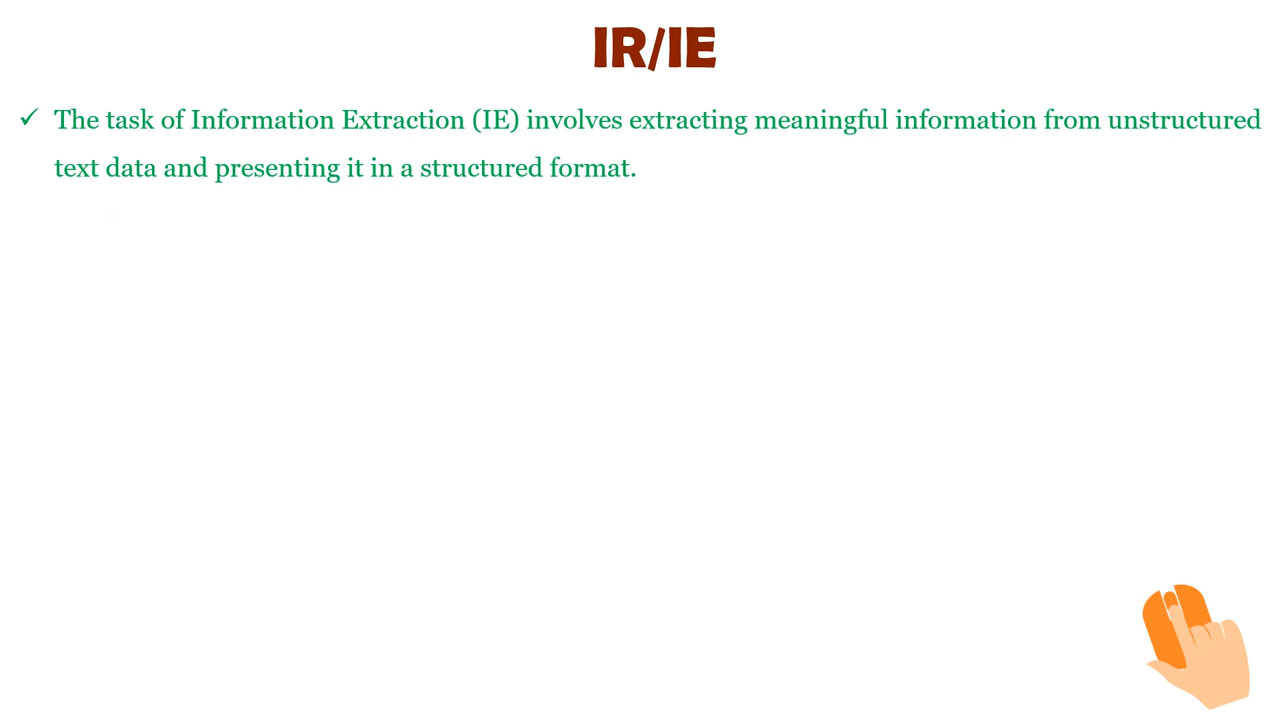 IR/IE
✓ The task of Information Extraction (IE) involves extracting meaningful information from unstructured
text data and presenting it in a structured format.